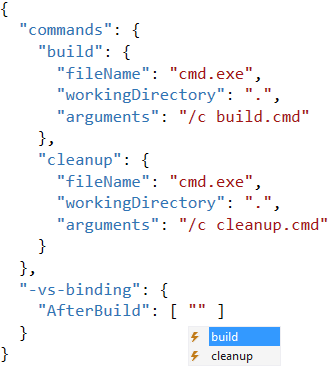 {
  "commands": {
    "build": {
      "fileName": "cmd.exe",
      "workingDirectory": ".",
      "arguments": "/c build.cmd"
    },
    "cleanup": {
      "fileName": "cmd.exe",
      "workingDirectory": ".",
      "arguments": "/c cleanup.cmd"
    }
  },
  "-vs-binding": {
    "AfterBuild": [ "" ]
  }
}
build
cleanup